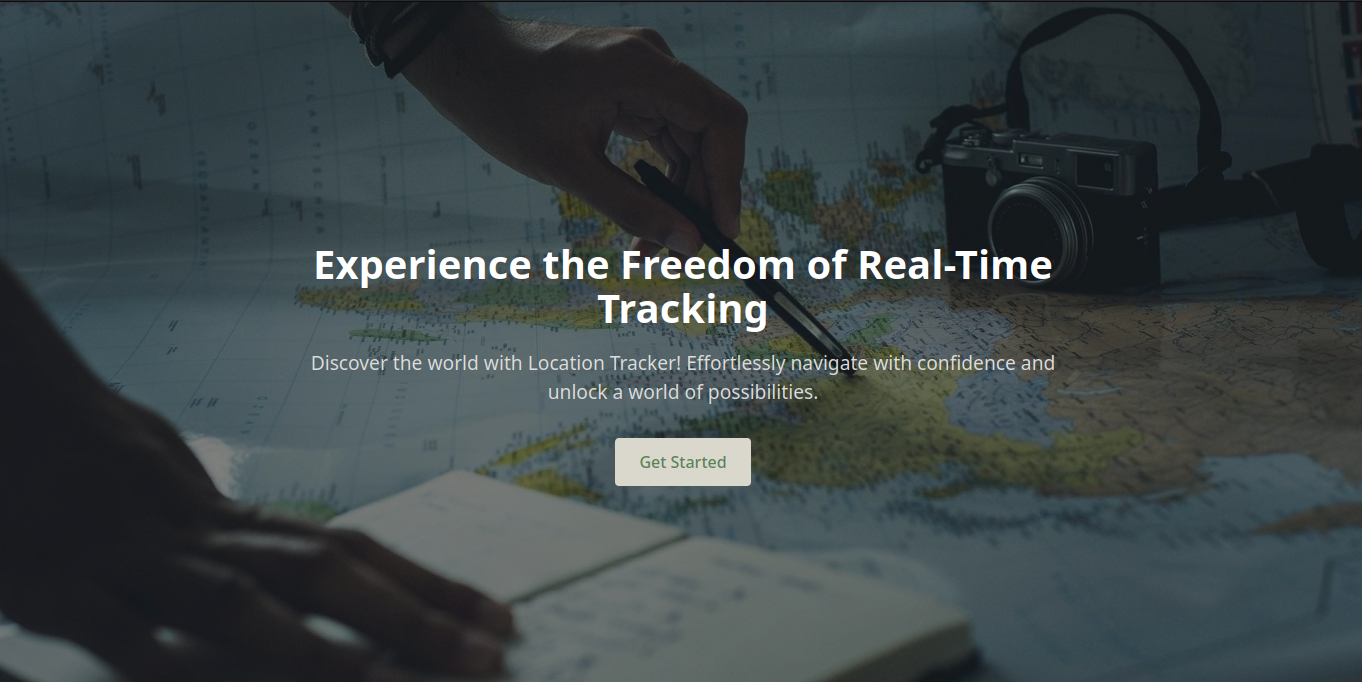 Experience the Freedom of Real-Time
Tracking
Discover the world with Location Tracker! Effortlessly navigate with confidence and
unlock a world of possibilities.
Get Started